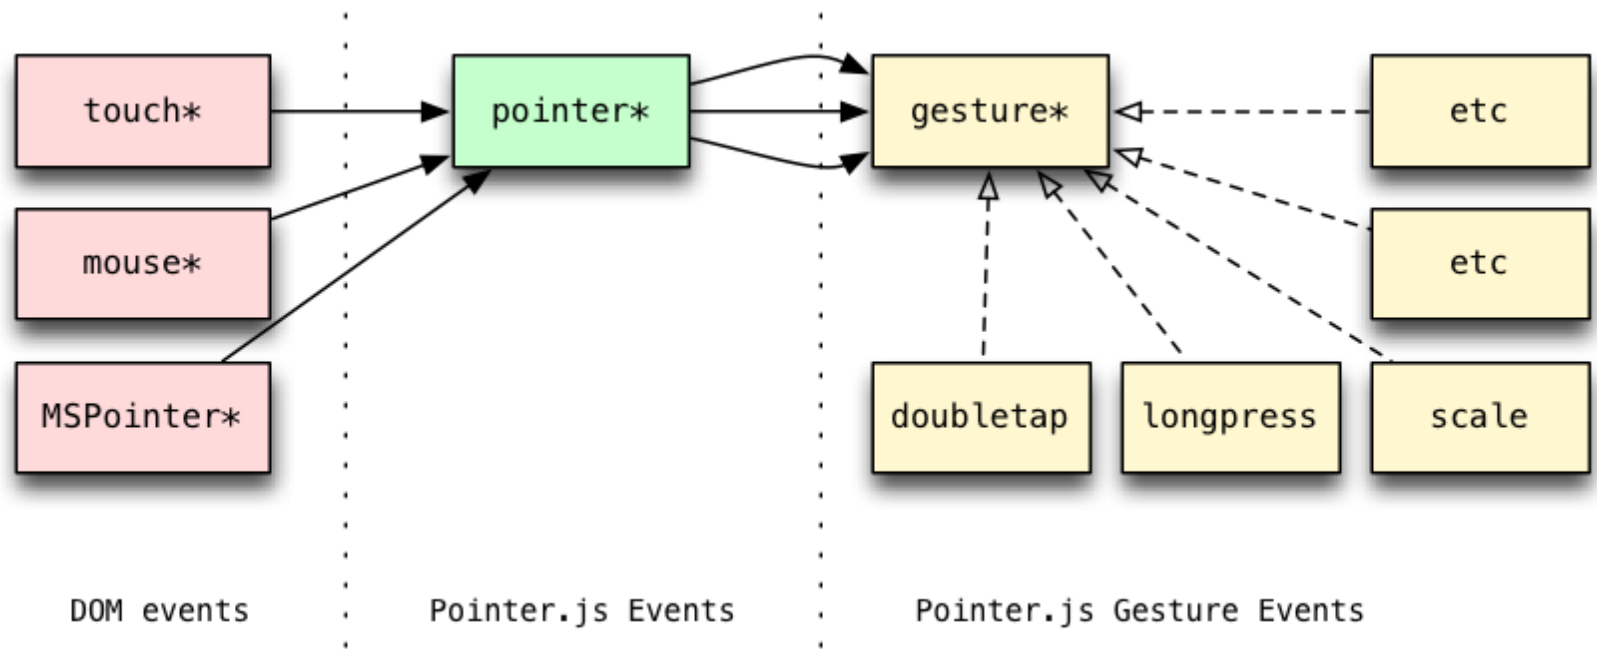 touch*
pointer*
gesture*
etc
mouse*
etc
MSPointer*
doubletap
longpress
scale
DOM events
Pointer.js Events
Pointer.js Gesture Events